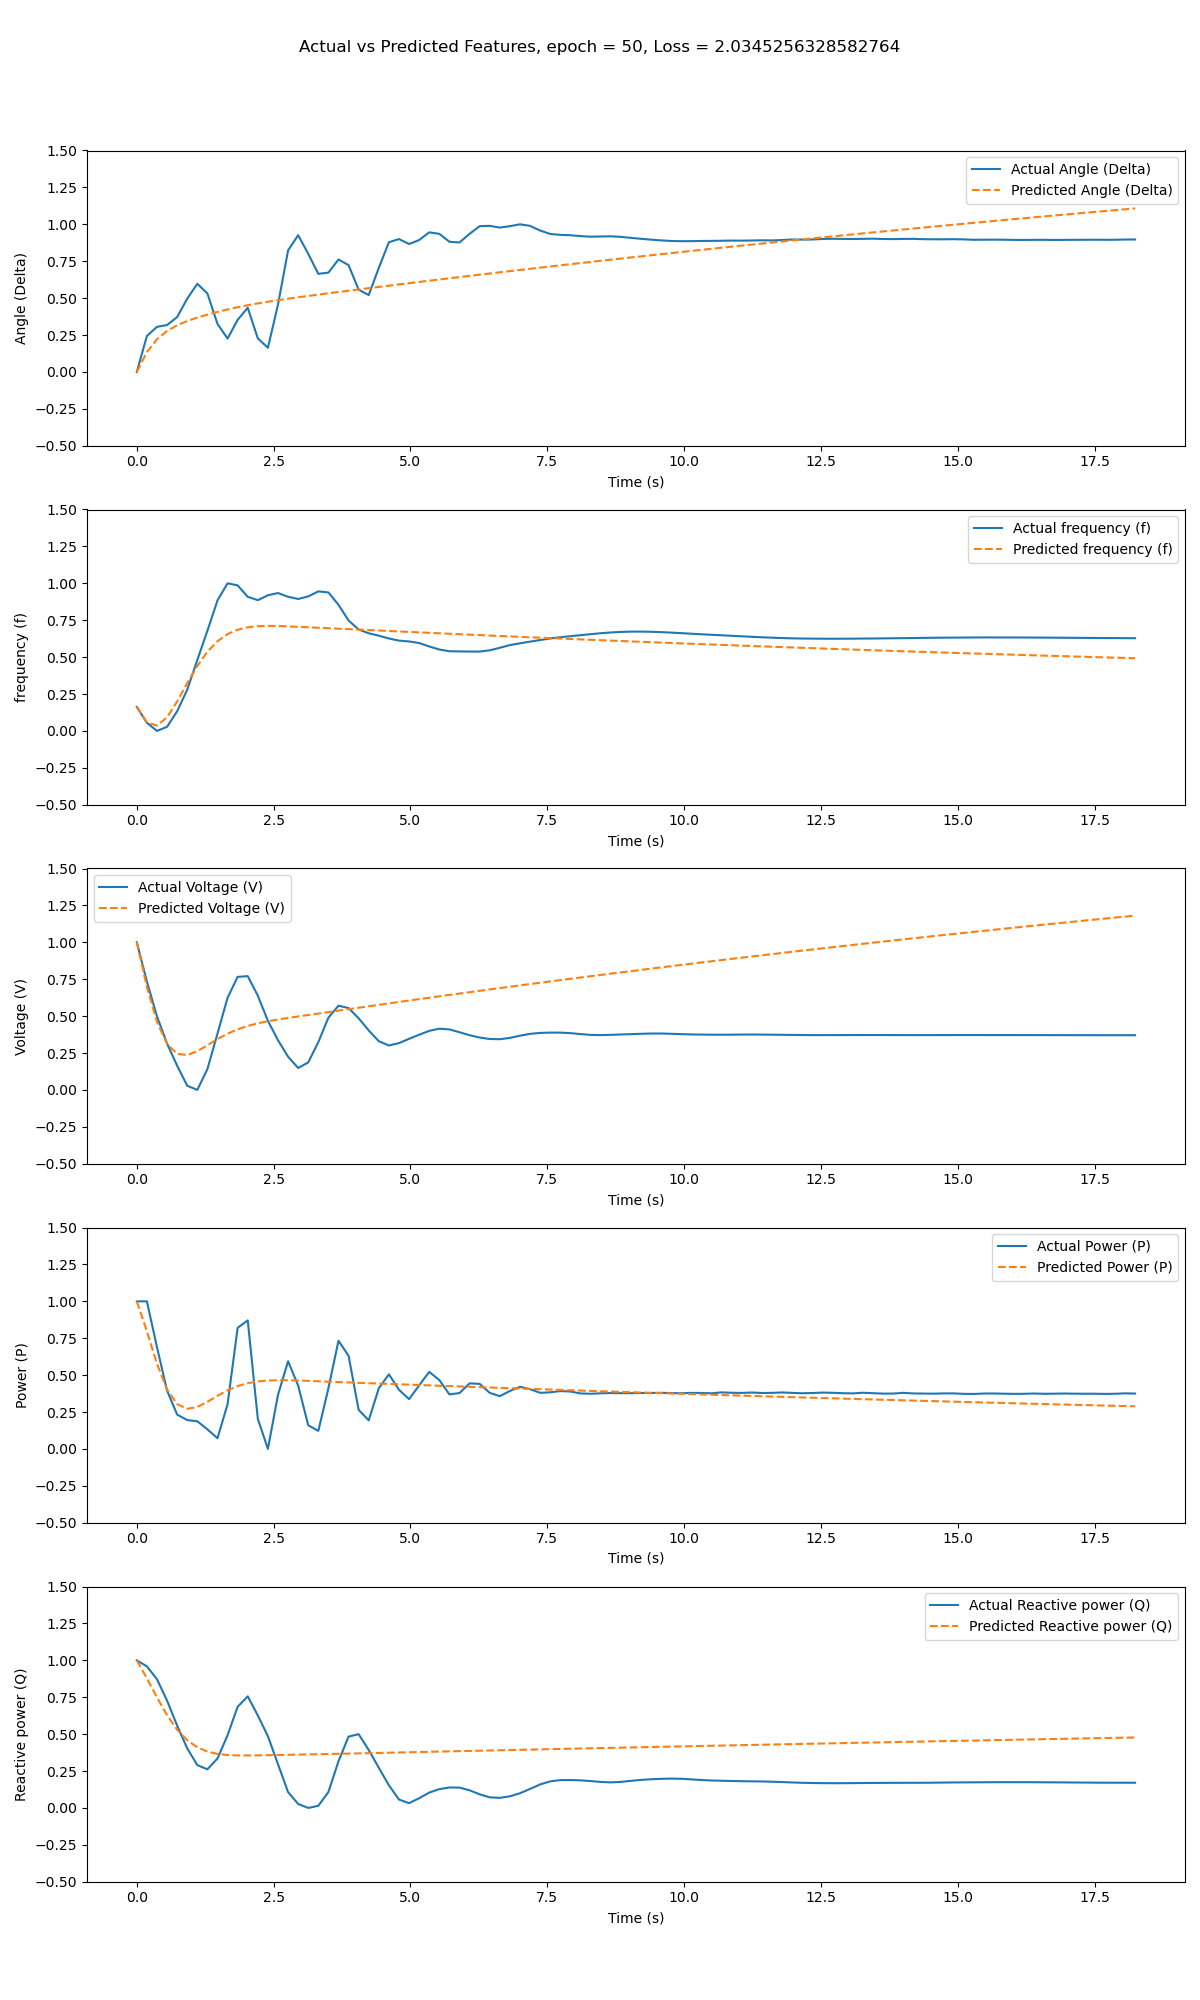 Actual vs Predicted Features, epoch = 50, Loss = 2.0345256328582764
1.50
1.25
1.00
0.75
0.50
0.25
0.00
−0.25
−0.50
Angle (Delta)
Actual Angle (Delta)
Predicted Angle (Delta)
0.0 2.5 5.0 7.5 10.0 12.5 15.0 17.5
Time (s)
1.50
1.25
1.00
0.75
0.50
0.25
0.00
−0.25
−0.50
frequency (f)
Actual frequency (f)
Predicted frequency (f)
0.0 2.5 5.0 7.5 10.0 12.5 15.0 17.5
Time (s)
1.50
1.25
1.00
0.75
0.50
0.25
0.00
−0.25
−0.50
Voltage (V)
Actual Voltage (V)
Predicted Voltage (V)
0.0 2.5 5.0 7.5 10.0 12.5 15.0 17.5
Time (s)
1.50
1.25
1.00
0.75
0.50
0.25
0.00
−0.25
−0.50
Power (P)
Actual Power (P)
Predicted Power (P)
0.0 2.5 5.0 7.5 10.0 12.5 15.0 17.5
Time (s)
1.50
1.25
1.00
0.75
0.50
0.25
0.00
−0.25
−0.50
Reactive power (Q)
Actual Reactive power (Q)
Predicted Reactive power (Q)
0.0 2.5 5.0 7.5 10.0 12.5 15.0 17.5
Time (s)